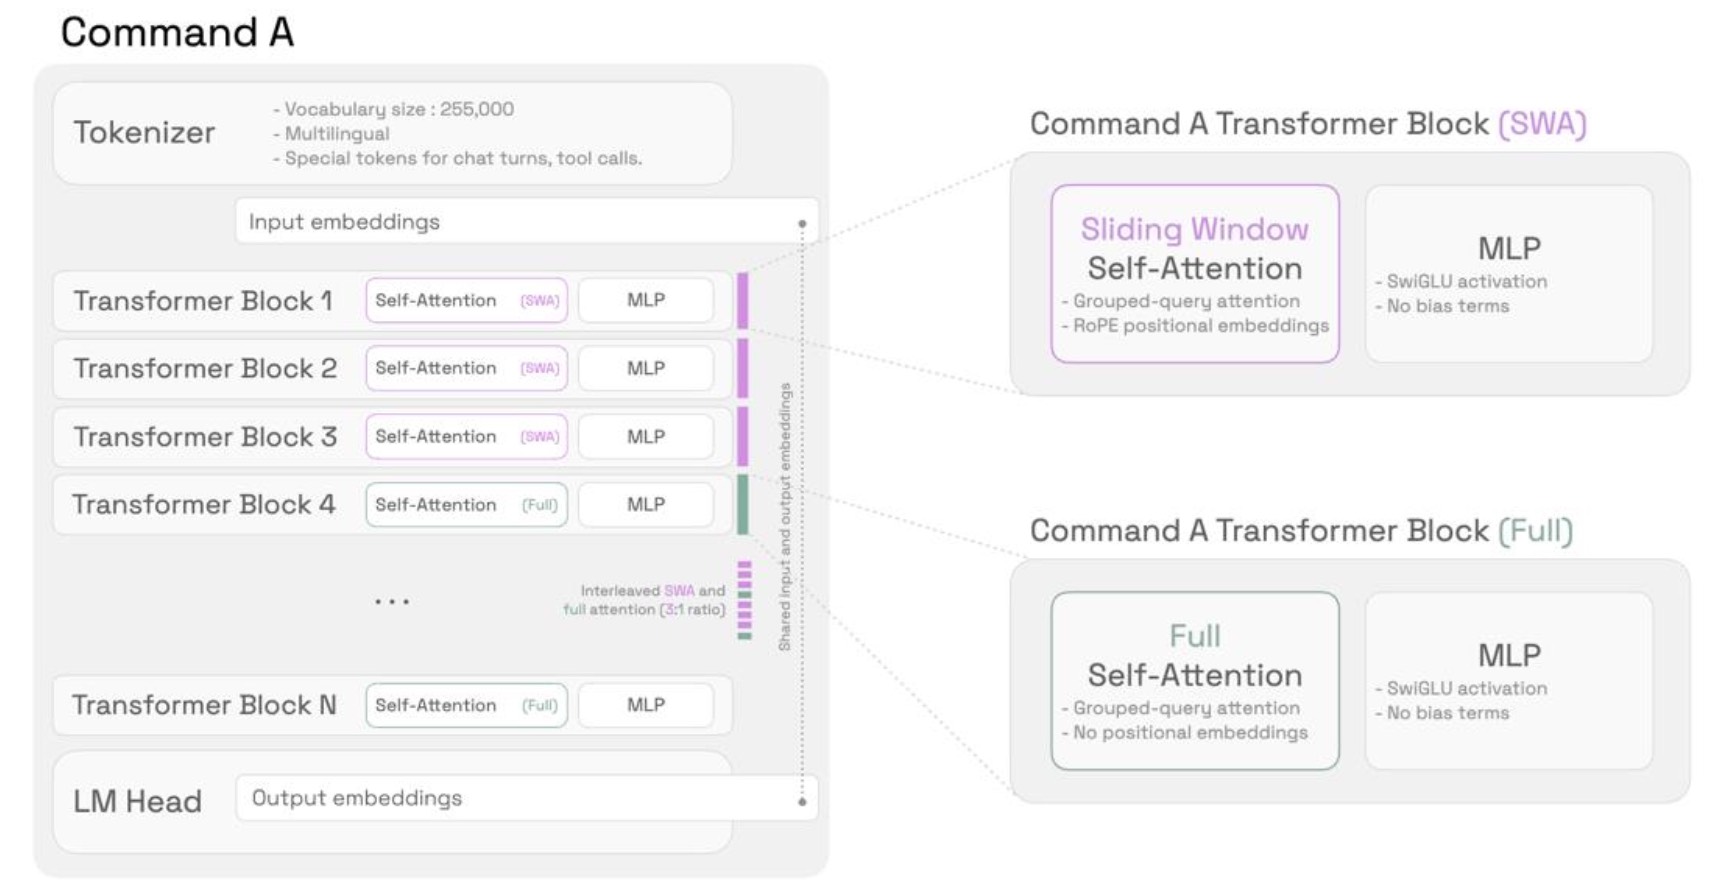 Command A
Tokenizer
- Vocabulary size : 255,000
- Multilingual
- Special tokens for chat turns, tool calls.
Input embeddings
Transformer Block 1 Self-Attention (SWA) MLP
Transformer Block 2 Self-Attention (SWA) MLP
Transformer Block 3 Self-Attention (SWA) MLP
Transformer Block 4 Self-Attention (Full) MLP
...
Interleaved SWA and
full attention (3:1 ratio)
Shared input and output embeddings
Transformer Block N Self-Attention (Full) MLP
LM Head
Output embeddings
Command A Transformer Block (SWA)
Sliding Window
Self-Attention
- Grouped-query attention
- RoPE positional embeddings
MLP
- SwiGLU activation
- No bias terms
Command A Transformer Block (Full)
Full
Self-Attention
- Grouped-query attention
- No positional embeddings
MLP
- SwiGLU activation
- No bias terms